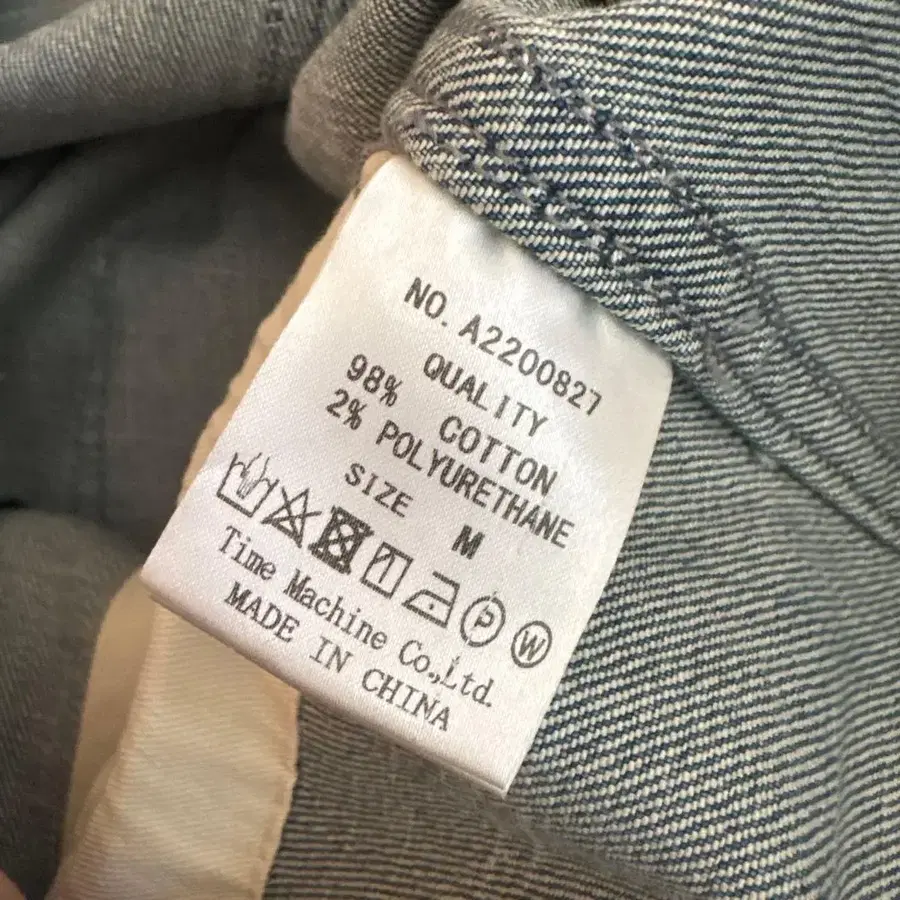 NO. A2200827
QUALITY
98% COTTON
2% POLYURETHANE
SIZE M
P W
Time Machine Co.,Ltd.
MADE IN CHINA